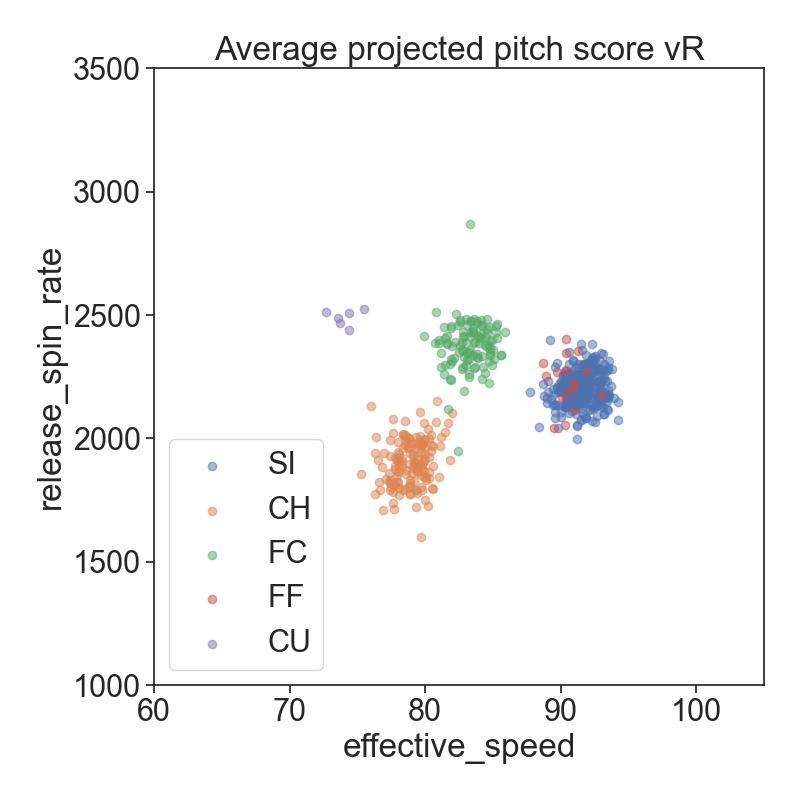 Average projected pitch score vR
3500
3000
2500
2000
1500
1000
release_spin_rate
SI
CH
FC
FF
CU
60
70
80
90
100
effective_speed